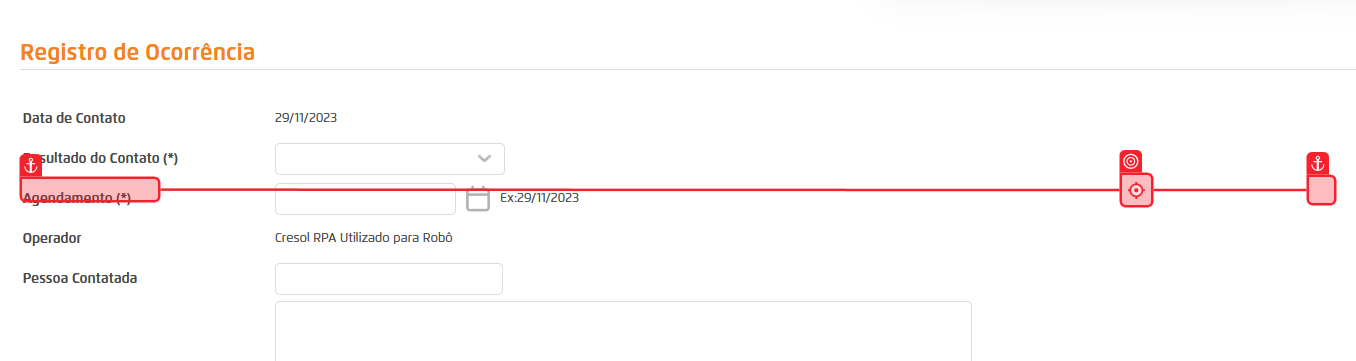 Registro de Ocorrência
Data de Contato 29/11/2023
Resultado do Contato (*)
Agendamento (*) Ex:29/11/2023
Operador Cresol RPA Utilizado para Robô
Pessoa Contatada